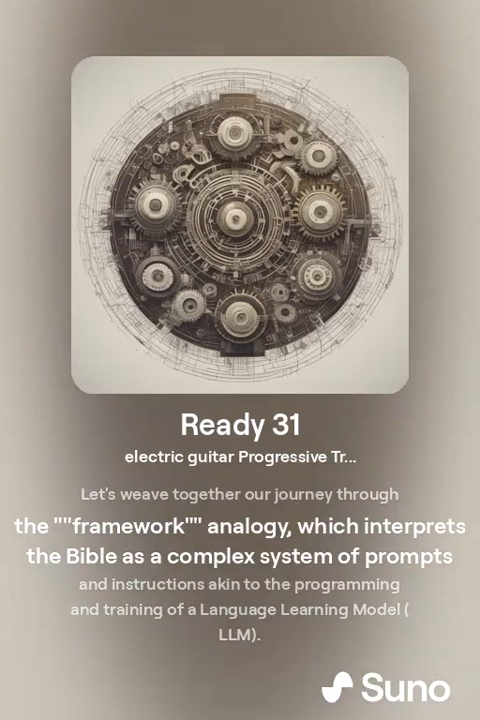 Ready 31
electric guitar Progressive Tr...
Let's weave together our journey through
the ""framework"" analogy, which interprets
the Bible as a complex system of prompts
and instructions akin to the programming
and training of a Language Learning Model (
LLM).
Suno